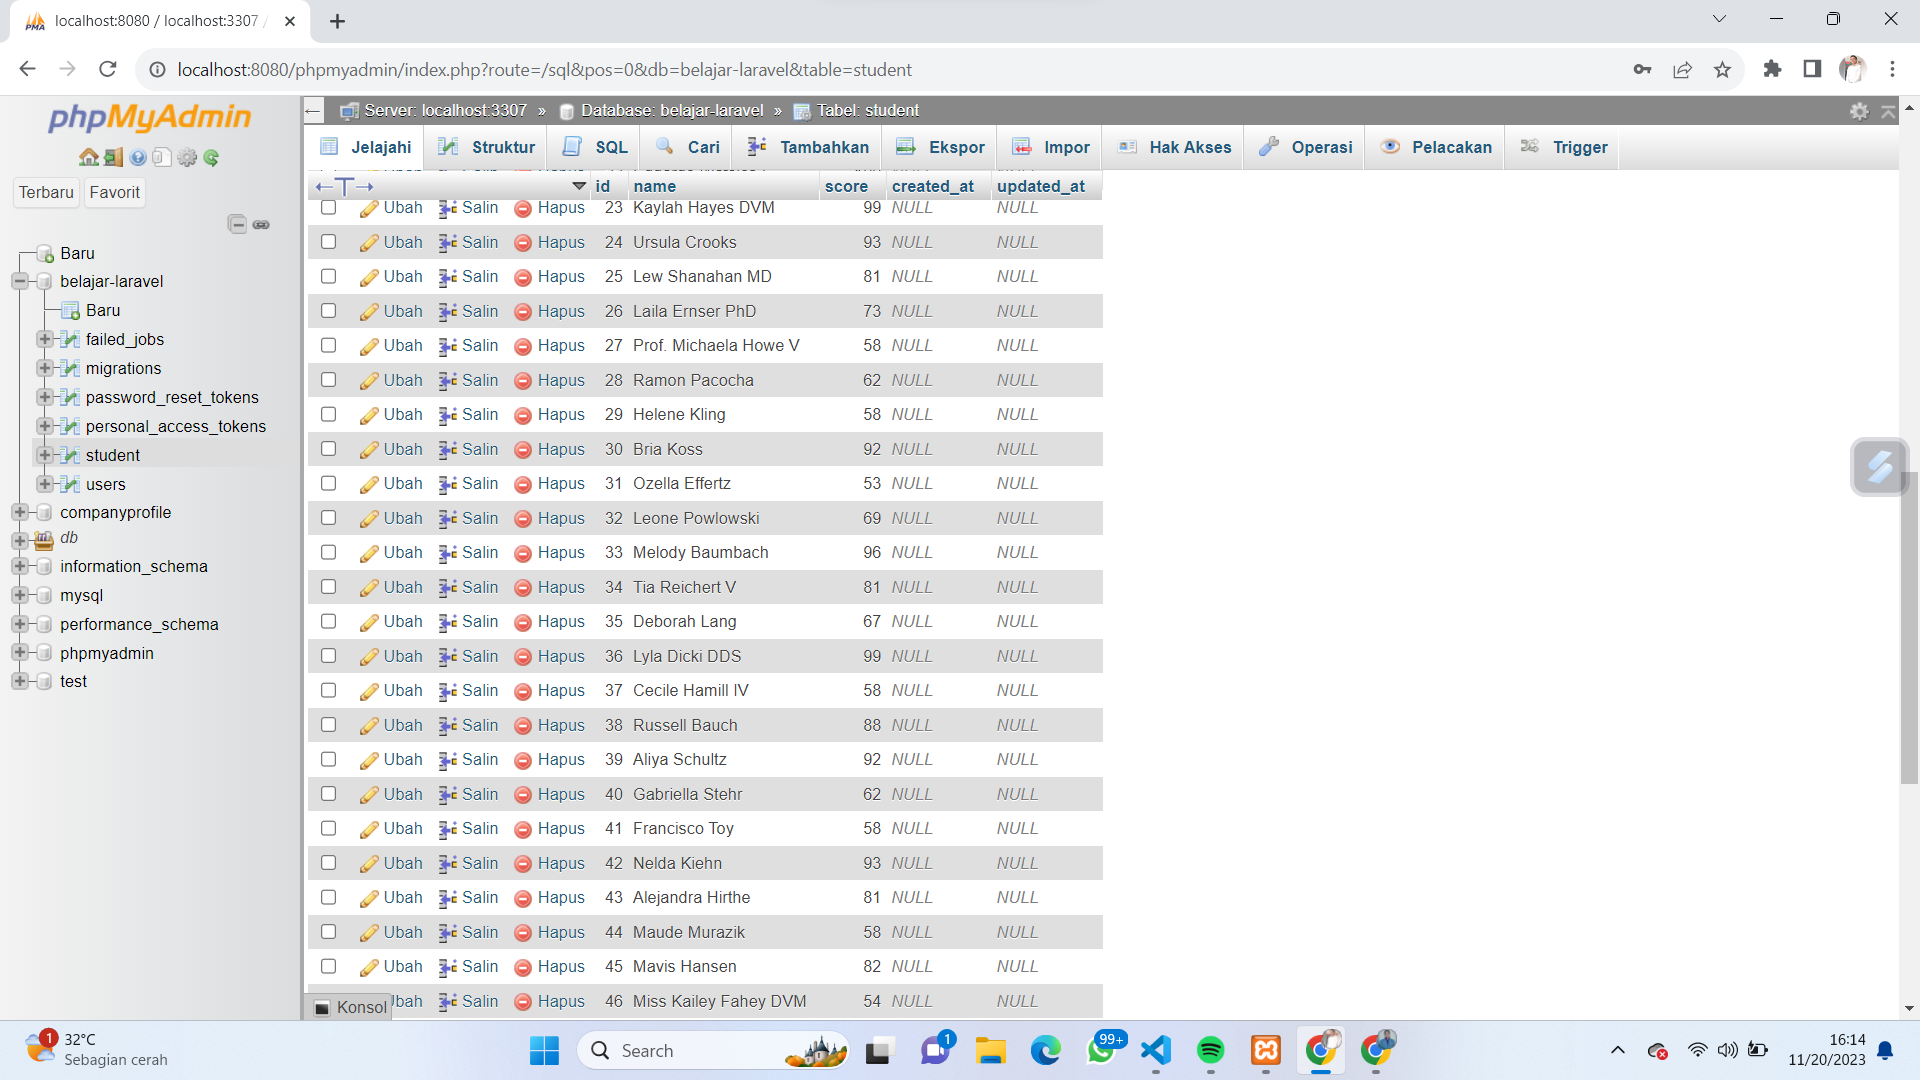 localhost:8080 / localhost:3307 /
localhost:8080/phpmyadmin/index.php?route=/sql&pos=0&db=belajar-laravel&table=student
phpMyAdmin
Terbaru Favorit
Baru
belajar-laravel
Baru
failed_jobs
migrations
password_reset_tokens
personal_access_tokens
student
users
companyprofile
db
information_schema
mysql
performance_schema
phpmyadmin
test
Server: localhost:3307 » Database: belajar-laravel » Tabel: student
Jelajahi Struktur SQL Cari Tambahkan Ekspor Impor Hak Akses Operasi Pelacakan Trigger
id name score created_at updated_at
Ubah Salin Hapus 23 Kaylah Hayes DVM 99 NULL NULL
Ubah Salin Hapus 24 Ursula Crooks 93 NULL NULL
Ubah Salin Hapus 25 Lew Shanahan MD 81 NULL NULL
Ubah Salin Hapus 26 Laila Ernser PhD 73 NULL NULL
Ubah Salin Hapus 27 Prof. Michaela Howe V 58 NULL NULL
Ubah Salin Hapus 28 Ramon Pacocha 62 NULL NULL
Ubah Salin Hapus 29 Helene Kling 58 NULL NULL
Ubah Salin Hapus 30 Bria Koss 92 NULL NULL
Ubah Salin Hapus 31 Ozella Effertz 53 NULL NULL
Ubah Salin Hapus 32 Leone Powlowski 69 NULL NULL
Ubah Salin Hapus 33 Melody Baumbach 96 NULL NULL
Ubah Salin Hapus 34 Tia Reichert V 81 NULL NULL
Ubah Salin Hapus 35 Deborah Lang 67 NULL NULL
Ubah Salin Hapus 36 Lyla Dicki DDS 99 NULL NULL
Ubah Salin Hapus 37 Cecile Hamill IV 58 NULL NULL
Ubah Salin Hapus 38 Russell Bauch 88 NULL NULL
Ubah Salin Hapus 39 Aliya Schultz 92 NULL NULL
Ubah Salin Hapus 40 Gabriella Stehr 62 NULL NULL
Ubah Salin Hapus 41 Francisco Toy 58 NULL NULL
Ubah Salin Hapus 42 Nelda Kiehn 93 NULL NULL
Ubah Salin Hapus 43 Alejandra Hirthe 81 NULL NULL
Ubah Salin Hapus 44 Maude Murazik 58 NULL NULL
Ubah Salin Hapus 45 Mavis Hansen 82 NULL NULL
Ubah Salin Hapus 46 Miss Kailey Fahey DVM 54 NULL NULL
Konsol
1
32°C
Sebagian cerah
Search
1
99+
16:14
11/20/2023